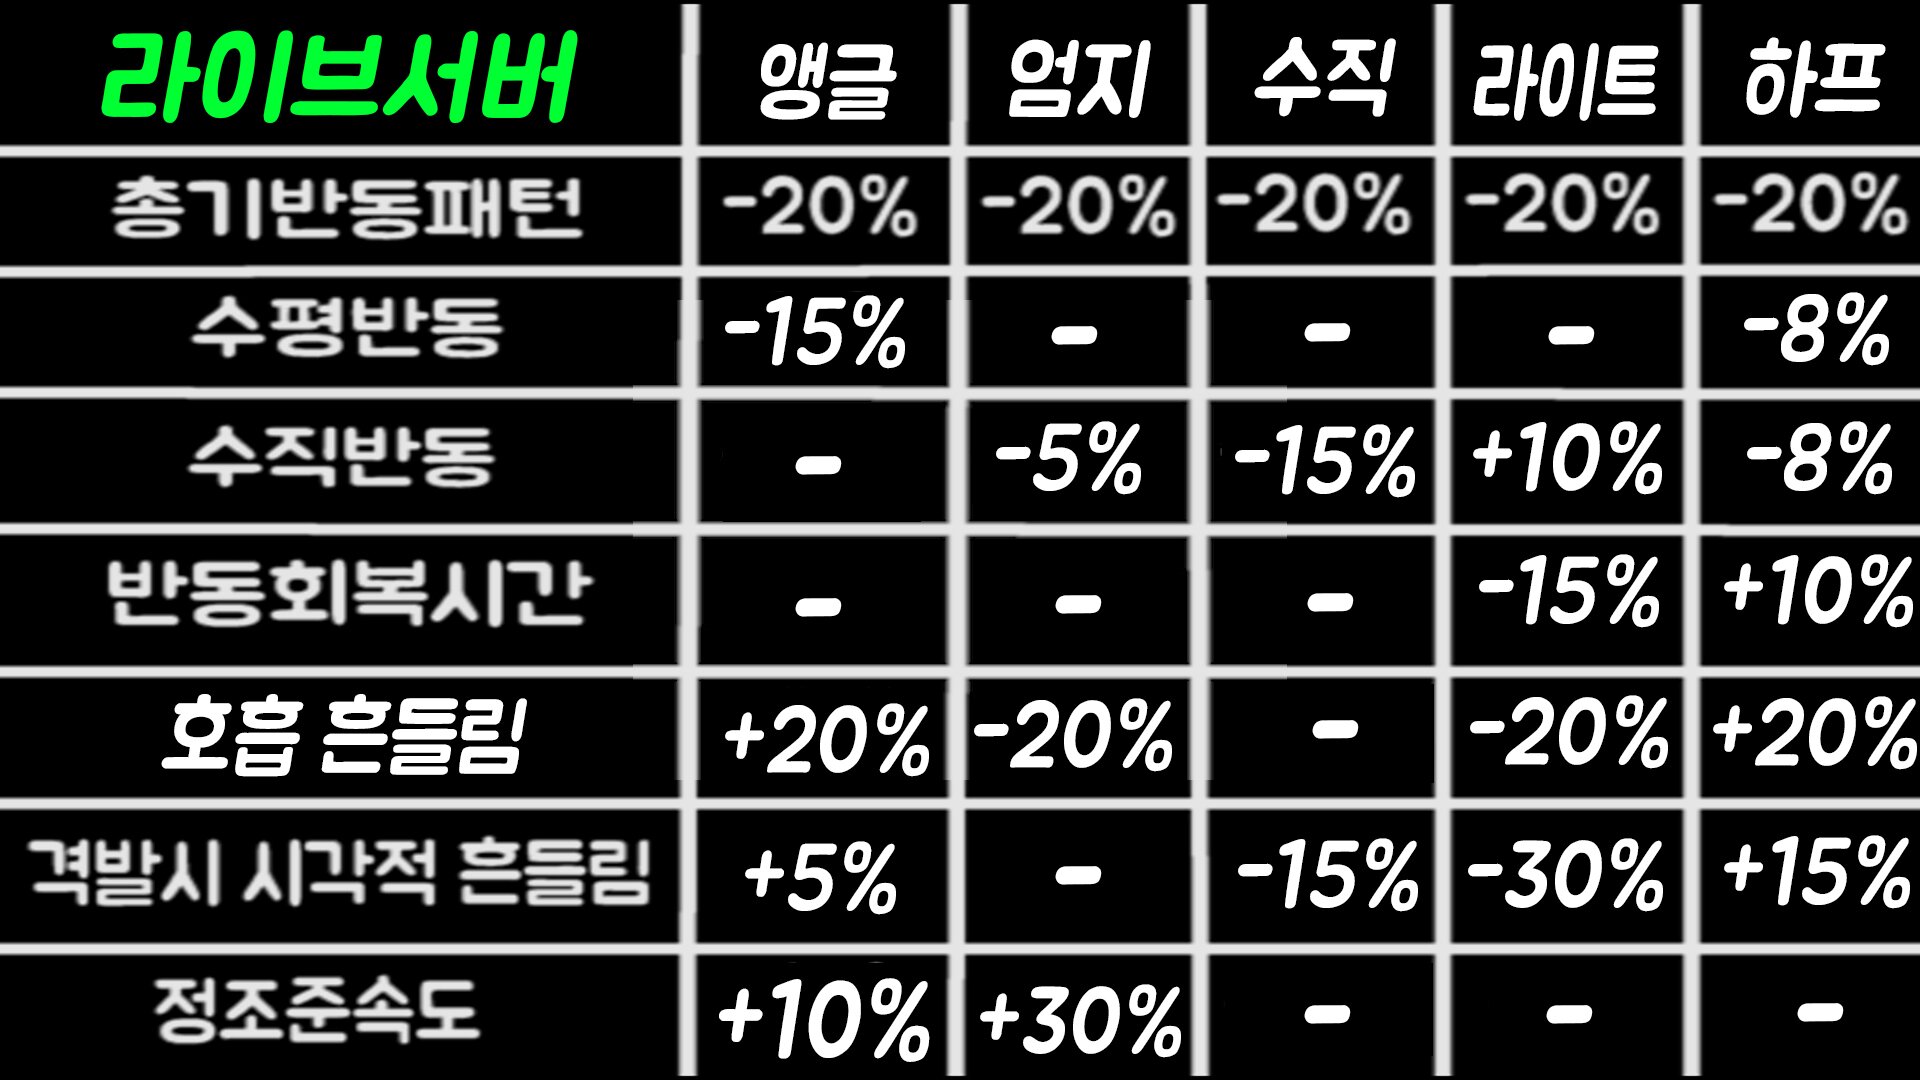 라이브서버 앵글 엄지 수직 라이트 하프
총기반동패턴 -20% -20% -20% -20% -20%
수평반동 -15% - - - -8%
수직반동 - -5% -15% +10% -8%
반동회복시간 - - - -15% +10%
호흡 흔들림 +20% -20% - -20% +20%
격발시 시각적 흔들림 +5% - -15% -30% +15%
정조준속도 +10% +30% - - -